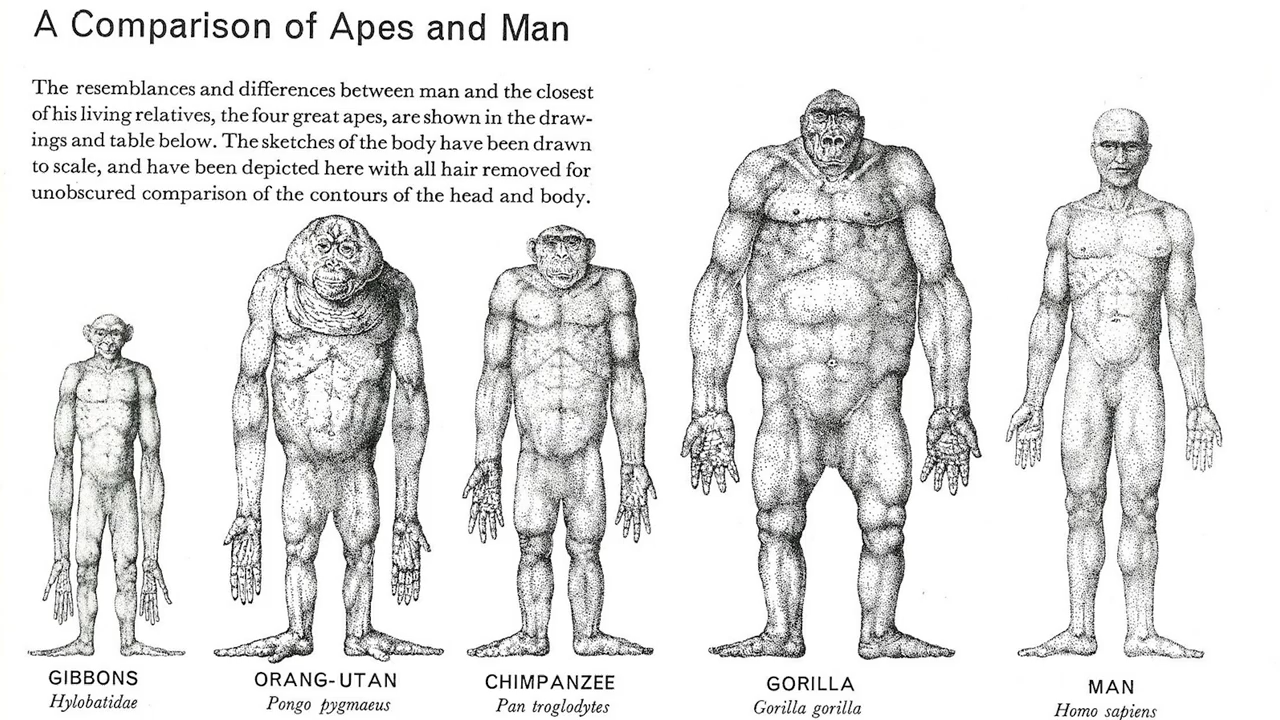 A Comparison of Apes and Man
The resemblances and differences between man and the closest
of his living relatives, the four great apes, are shown in the draw-
ings and table below. The sketches of the body have been drawn
to scale, and have been depicted here with all hair removed for
unobscured comparison of the contours of the head and body.
GIBBONS
Hylobatidae
ORANG-UTAN
Pongo pygmaeus
CHIMPANZEE
Pan troglodytes
GORILLA
Gorilla gorilla
MAN
Homo sapiens